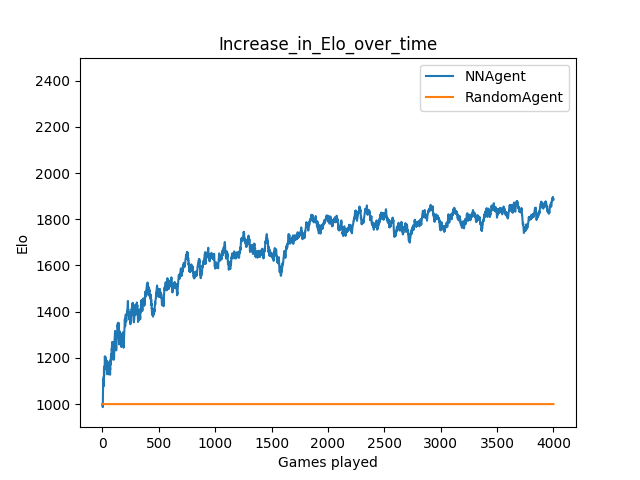 Increase_in_Elo_over_time
NNAgent
RandomAgent
2400
2200
2000
1800
1600
1400
1200
1000
Elo
0 500 1000 1500 2000 2500 3000 3500 4000
Games played